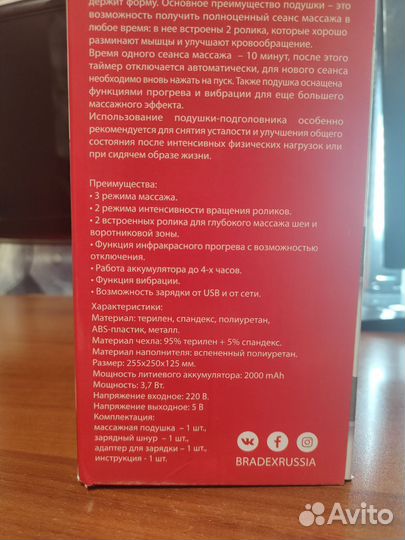 держит форму. Основное преимущество подушки – это
возможность получить полноценный сеанс массажа в
любое время: в нее встроены 2 ролика, которые хорошо
разминают мышцы и улучшают кровообращение.
Время одного сеанса массажа – 10 минут, после этого
таймер отключается автоматически, для нового сеанса
необходимо вновь нажать на пуск. Также подушка оснащена
функциями прогрева и вибрации для еще большего
массажного эффекта.
Использование подушки-подголовника особенно
рекомендуется для снятия усталости и улучшения общего
состояния после интенсивных физических нагрузок или
при сидячем образе жизни.
Преимущества:
• 3 режима массажа.
• 2 режима интенсивности вращения роликов.
• 2 встроенных ролика для глубокого массажа шеи и
воротниковой зоны.
• Функция инфракрасного прогрева с возможностью
отключения.
• Работа аккумулятора до 4-х часов.
• Функция вибрации.
• Возможность зарядки от USB и от сети.
Характеристики:
Материал: терилен, спандекс, полиуретан,
ABS-пластик, металл.
Материал чехла: 95% терилен + 5% спандекс.
Материал наполнителя: вспененный полиуретан,
Размер: 255х250х125 мм.
Мощность литиевого аккумулятора: 2000 mAh
Мощность: 3,7 Вт.
Напряжение входное: 220 В.
Напряжение выходное: 5 В
Комплектация:
массажная подушка – 1 шт.,
зарядный шнур – 1 шт.,
адаптер для зарядки – 1 шт.,
инструкция - 1 шт.
BRADEXRUSSIA
Avito